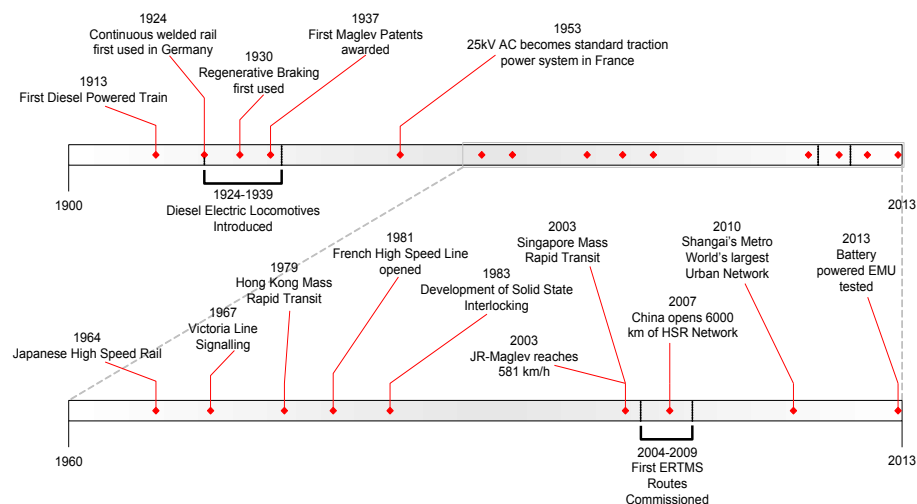 1924
Continuous welded rail
first used in Germany
1937
First Maglev Patents
awarded
1953
25kV AC becomes standard traction
power system in France
1930
Regenerative Braking
first used
1913
First Diesel Powered Train
1900
1924-1939
Diesel Electric Locomotives
Introduced
2013
1964
Japanese High Speed Rail
1967
Victoria Line
Signalling
1979
Hong Kong Mass
Rapid Transit
1981
French High Speed Line
opened
1983
Development of Solid State
Interlocking
2003
Singapore Mass
Rapid Transit
2003
JR-Maglev reaches
581 km/h
2007
China opens 6000
km of HSR Network
2010
Shangai's Metro
World's largest
Urban Network
2013
Battery
powered EMU
tested
1960
2004-2009
First ERTMS
Routes
Commissioned
2013